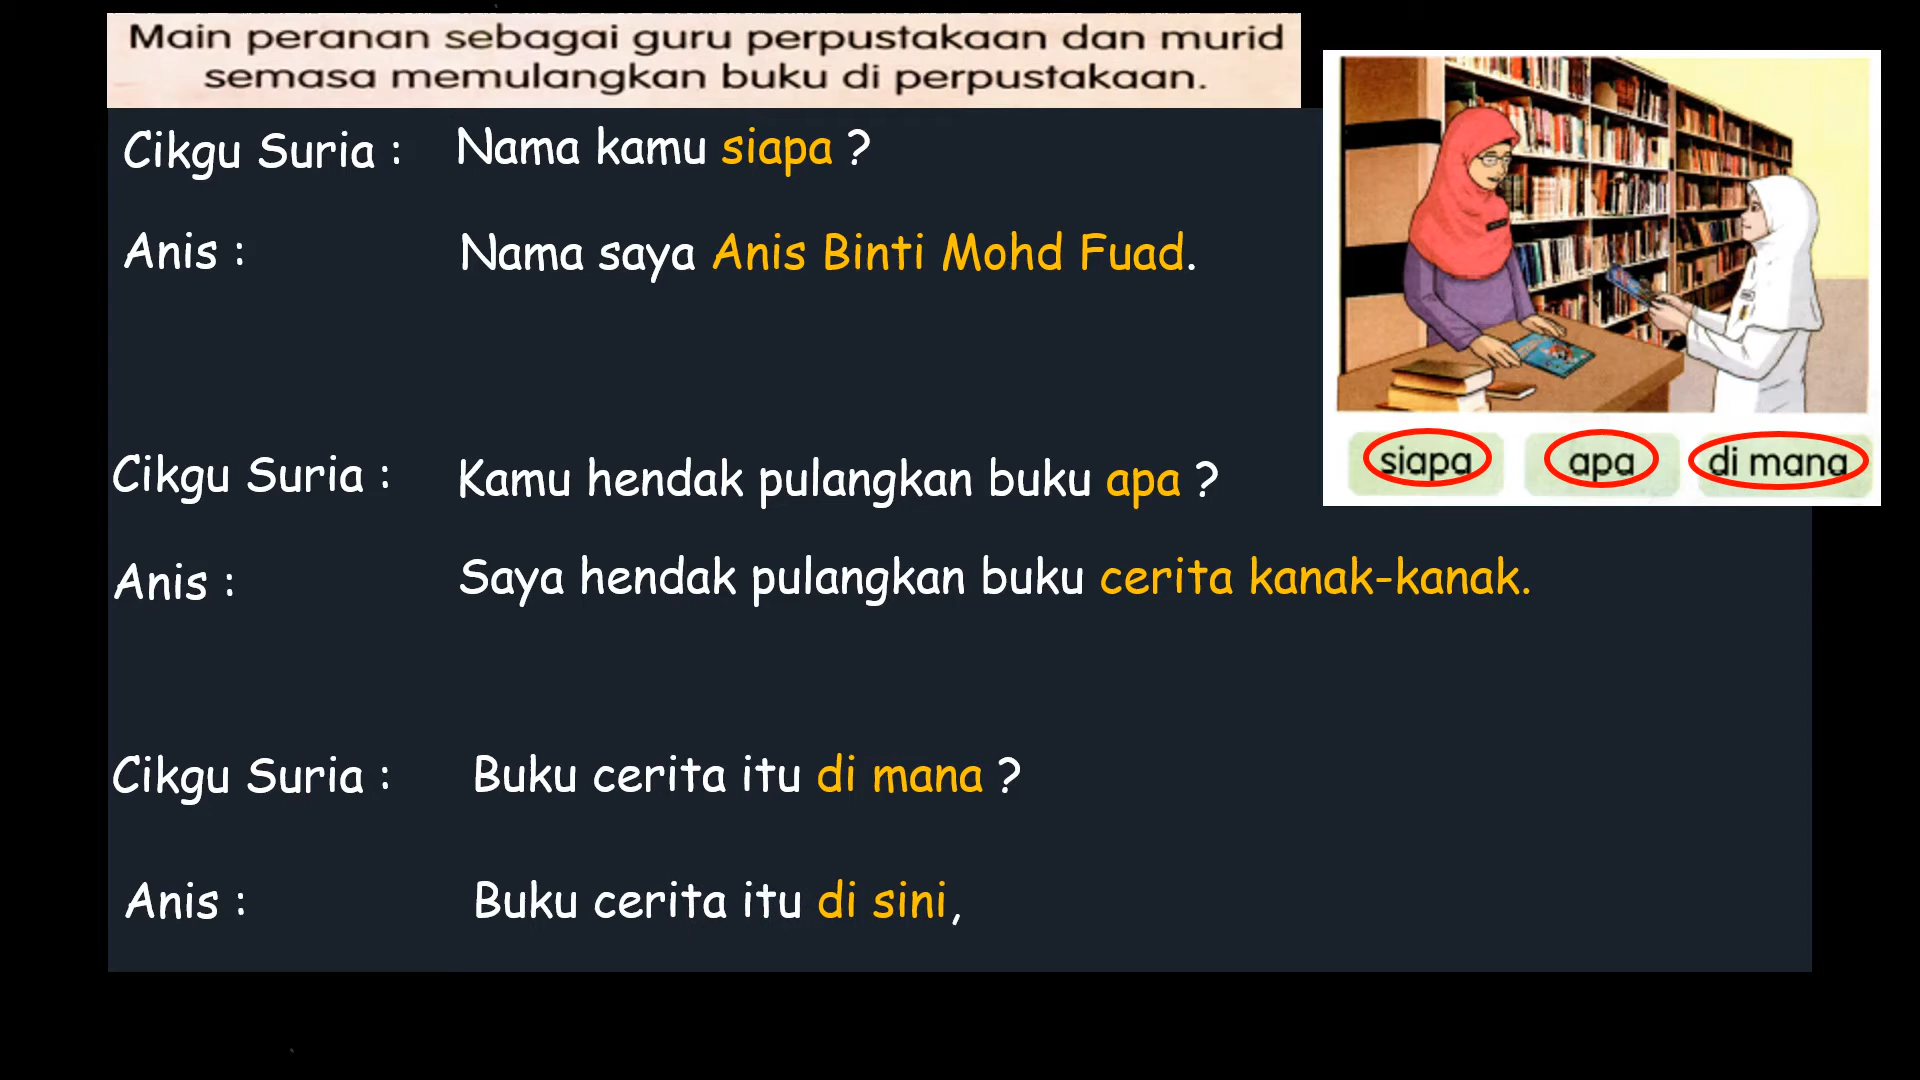 Main peranan sebagai guru perpustakaan dan murid
semasa memulangkan buku di perpustakaan.
Cikgu Suria : Nama kamu siapa ?
Anis : Nama saya Anis Binti Mohd Fuad.
Cikgu Suria : Kamu hendak pulangkan buku apa ?
Anis : Saya hendak pulangkan buku cerita kanak-kanak.
Cikgu Suria : Buku cerita itu di mana ?
Anis : Buku cerita itu di sini,
siapa apa di mana